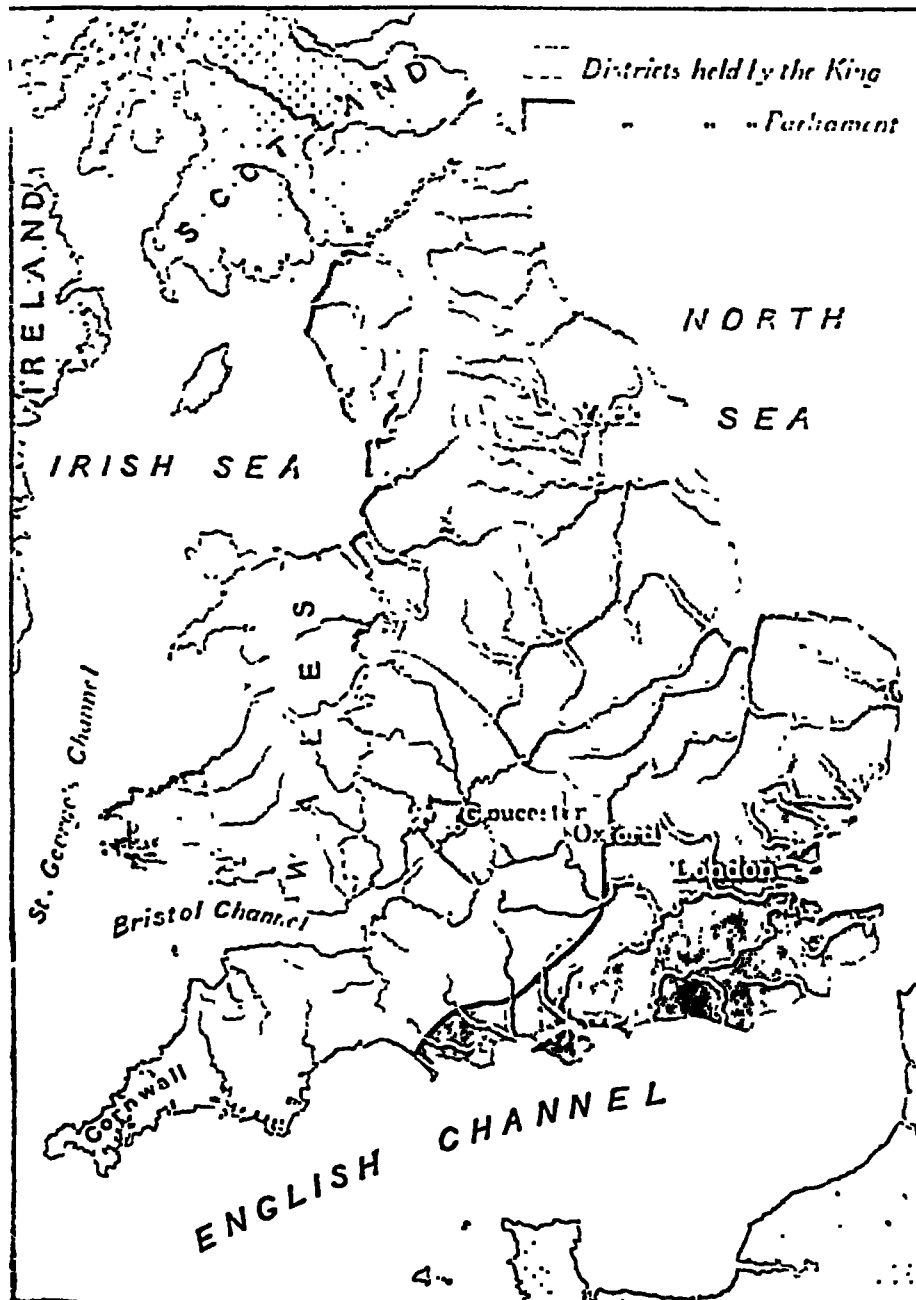 Districts held by the King
" " " Parliament
SCOTLAND
IRELAND
NORTH
SEA
IRISH SEA
WALES
St. George's Channel
Gloucester
Oxford
London
Bristol Channel
Cornwall
ENGLISH CHANNEL